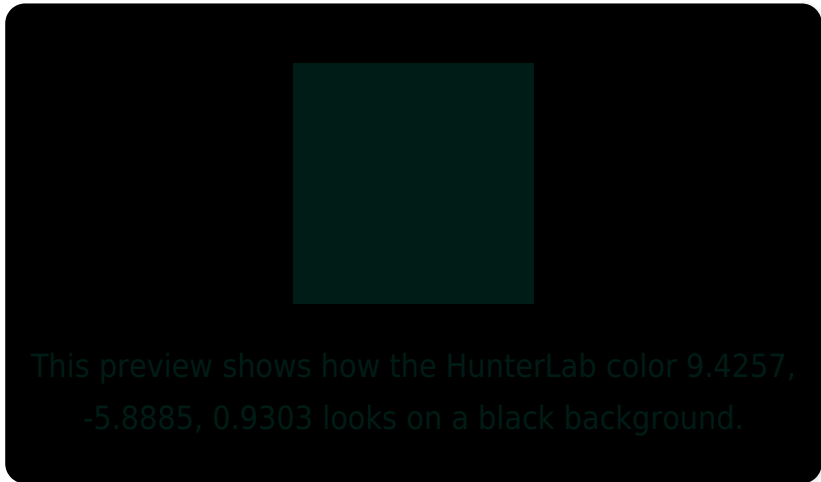 This preview shows how the HunterLab color 9.4257,
-5.8885, 0.9303 looks on a black background.